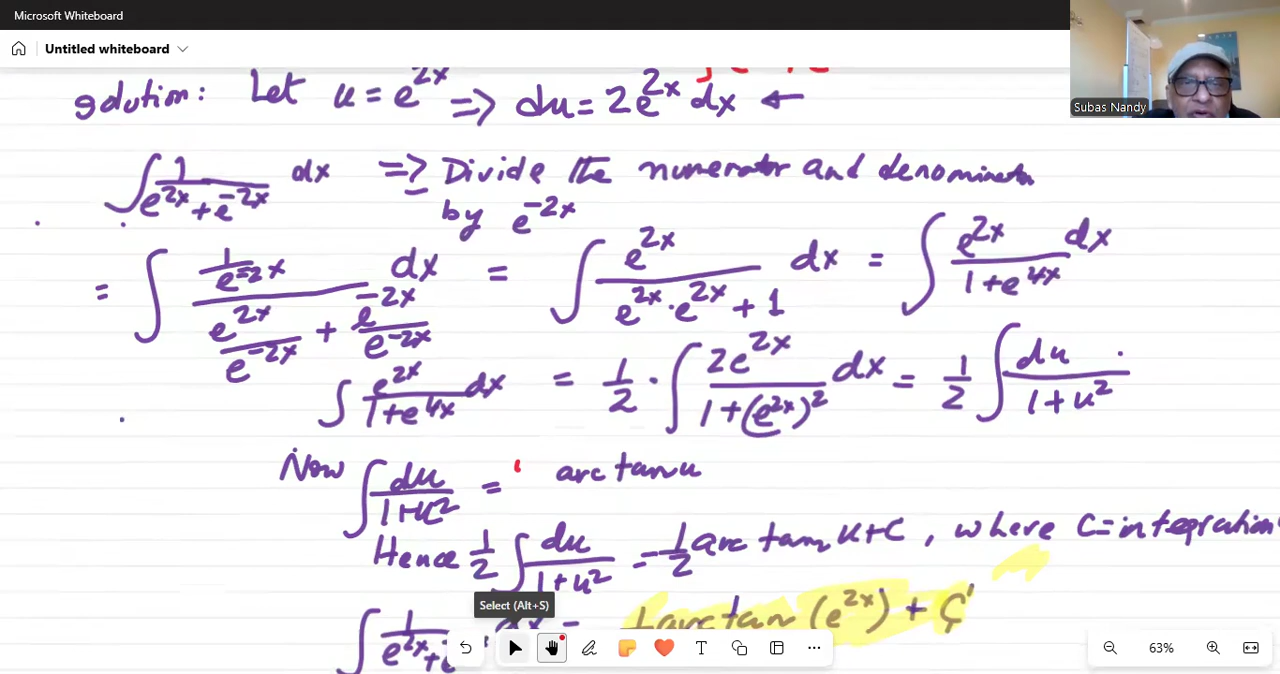 Microsoft Whiteboard
Untitled whiteboard
Subas Nandy
solution: Let u = e^2x => du = 2e^2x dx ←
∫ 1/(e^2x + e^-2x) dx => Divide the numerator and denominator
by e^-2x
= ∫ (1/e^-2x)/(e^2x/e^-2x + e^-2x/e^-2x) dx = ∫ e^2x/(e^2x · e^2x + 1) dx = ∫ e^2x/(1+e^4x) dx
∫ e^2x/(1+e^4x) dx = 1/2 · ∫ 2e^2x/(1+(e^2x)^2) dx = 1/2 ∫ du/(1+u^2)
Now ∫ du/(1+u^2) = arctan u
Hence 1/2 ∫ du/(1+u^2) = 1/2 arc tan u + C, where C = integration
Select (Alt+S)
arctan (e^2x) + C
63%